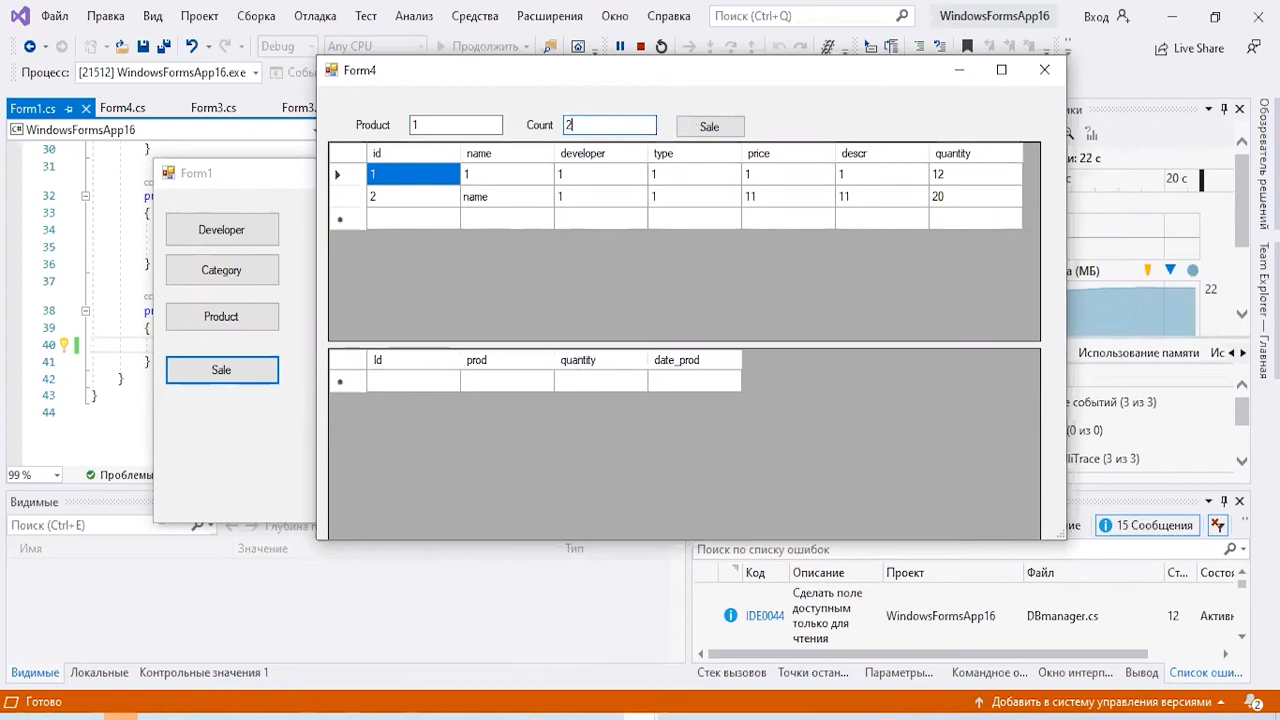 Файл Правка Вид Проект Сборка Отладка Тест Анализ Средства Расширения Окно Справка Поиск (Ctrl+Q) WindowsFormsApp16 Вход
Debug Any CPU Продолжить Live Share
Процесс: [21512] WindowsFormsApp16.exe
Form4
Form1.cs Form4.cs Form3.cs
WindowsFormsApp16
Product 1 Count 2 Sale
id name developer type price descr quantity
1 1 1 1 1 1 12
2 name 1 1 11 11 20
Id prod quantity date_prod
Form1
Developer
Category
Product
Sale
30
31
32
33
34
35
36
37
38
39
40
41
42
43
44
{
}
{
}
}
}
22 с
20 с
(МБ)
22
Использование памяти Ис
событий (3 из 3)
(0 из 0)
(3 из 3)
Обозреватель решений
Team Explorer - Главная
99 % Проблемы
Видимые
Поиск (Ctrl+E)
Имя Значение Тип
15 Сообщения
Поиск по списку ошибок
Код Описание Проект Файл Ст... Состоя
IDE0044 Сделать поле доступным только для чтения WindowsFormsApp16 DBmanager.cs 12 Активн
Видимые Локальные Контрольные значения 1
Стек вызовов Точки остан... Параметры... Командное о... Окно интерп... Вывод Список оши...
Готово Добавить в систему управления версиями 2